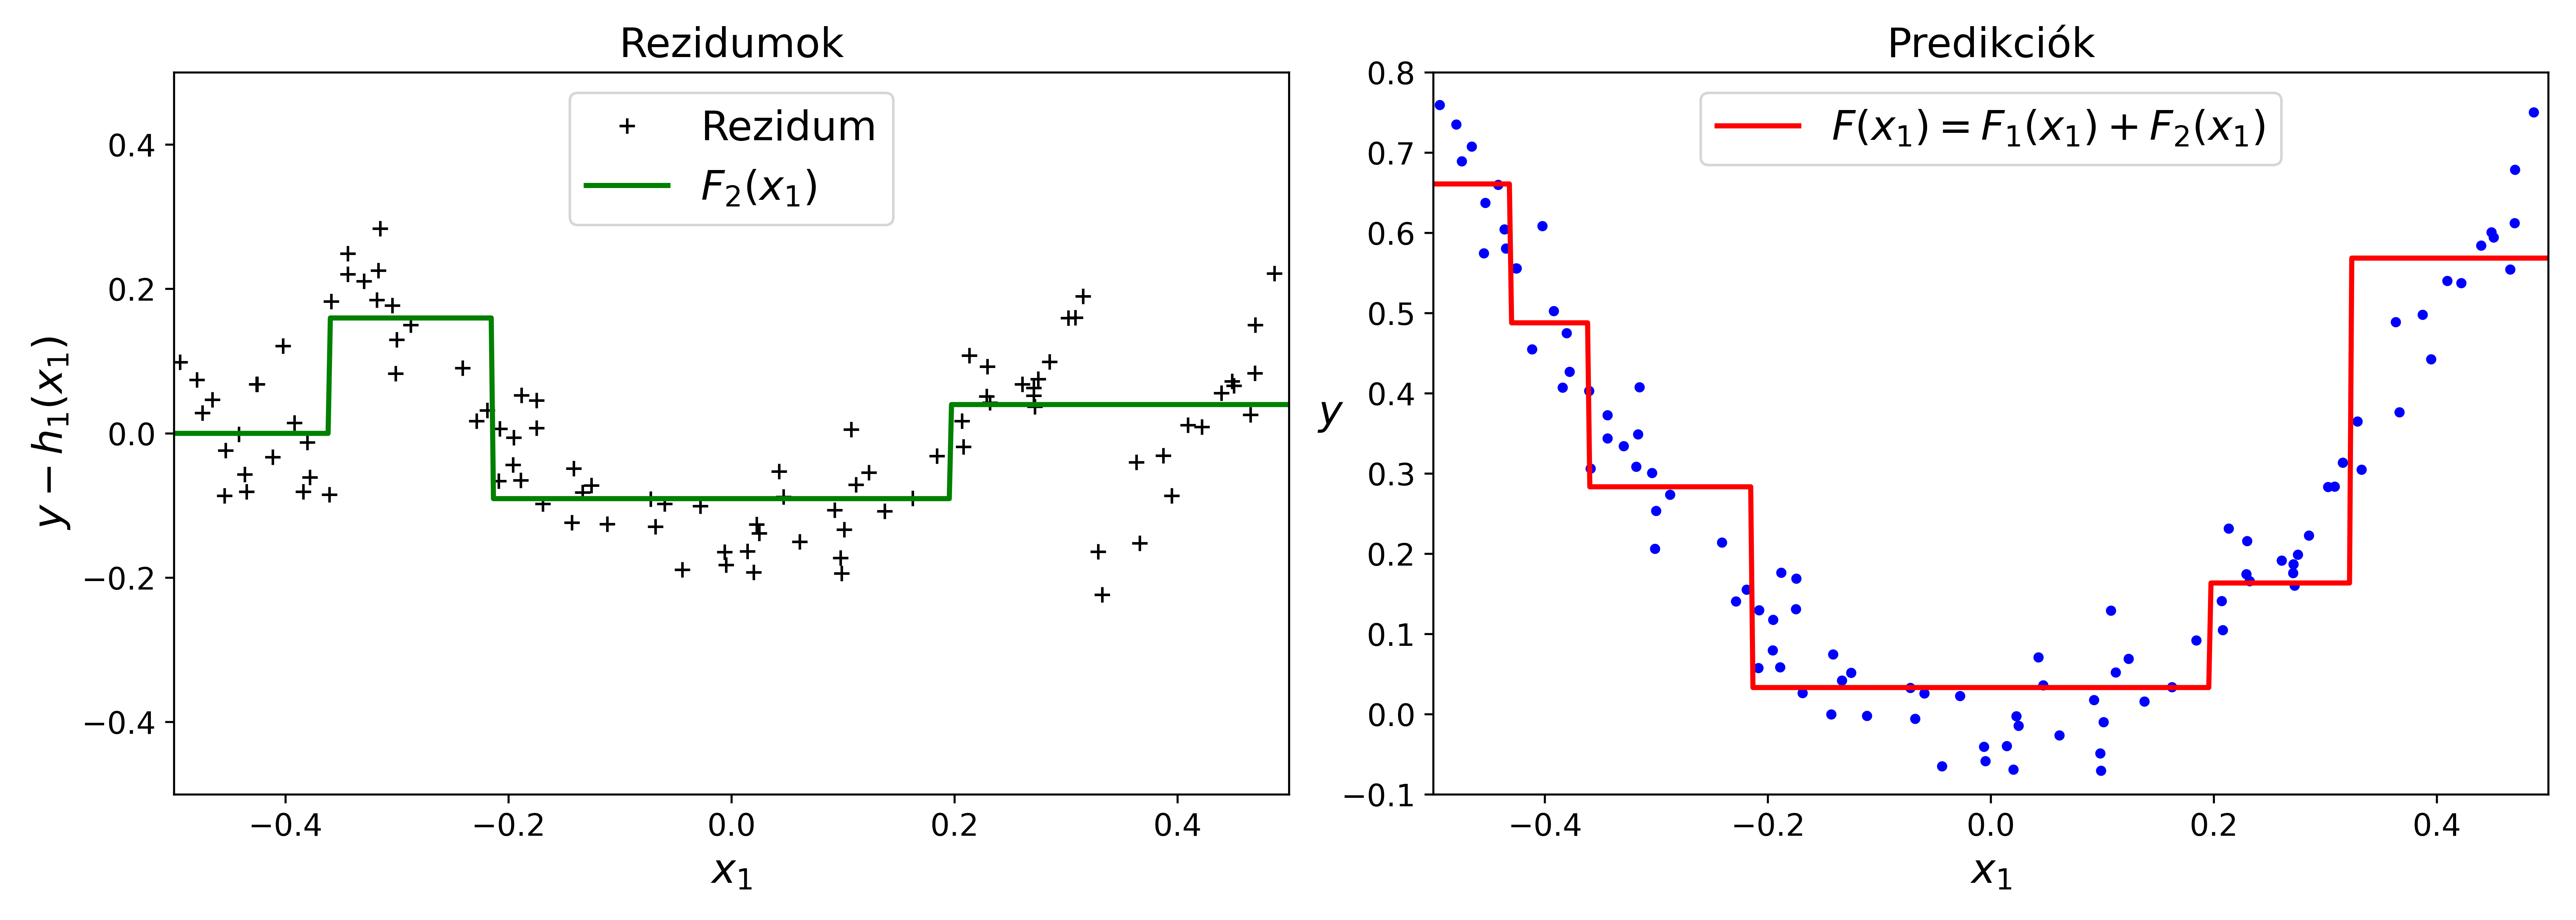 Rezidumok
Rezidum
F₂(x₁)
y − h₁(x₁)
0.4
0.2
0.0
−0.2
−0.4
−0.4 −0.2 0.0 0.2 0.4
x₁
Predikciók
F(x₁) = F₁(x₁) + F₂(x₁)
y
0.8
0.7
0.6
0.5
0.4
0.3
0.2
0.1
0.0
−0.1
−0.4 −0.2 0.0 0.2 0.4
x₁